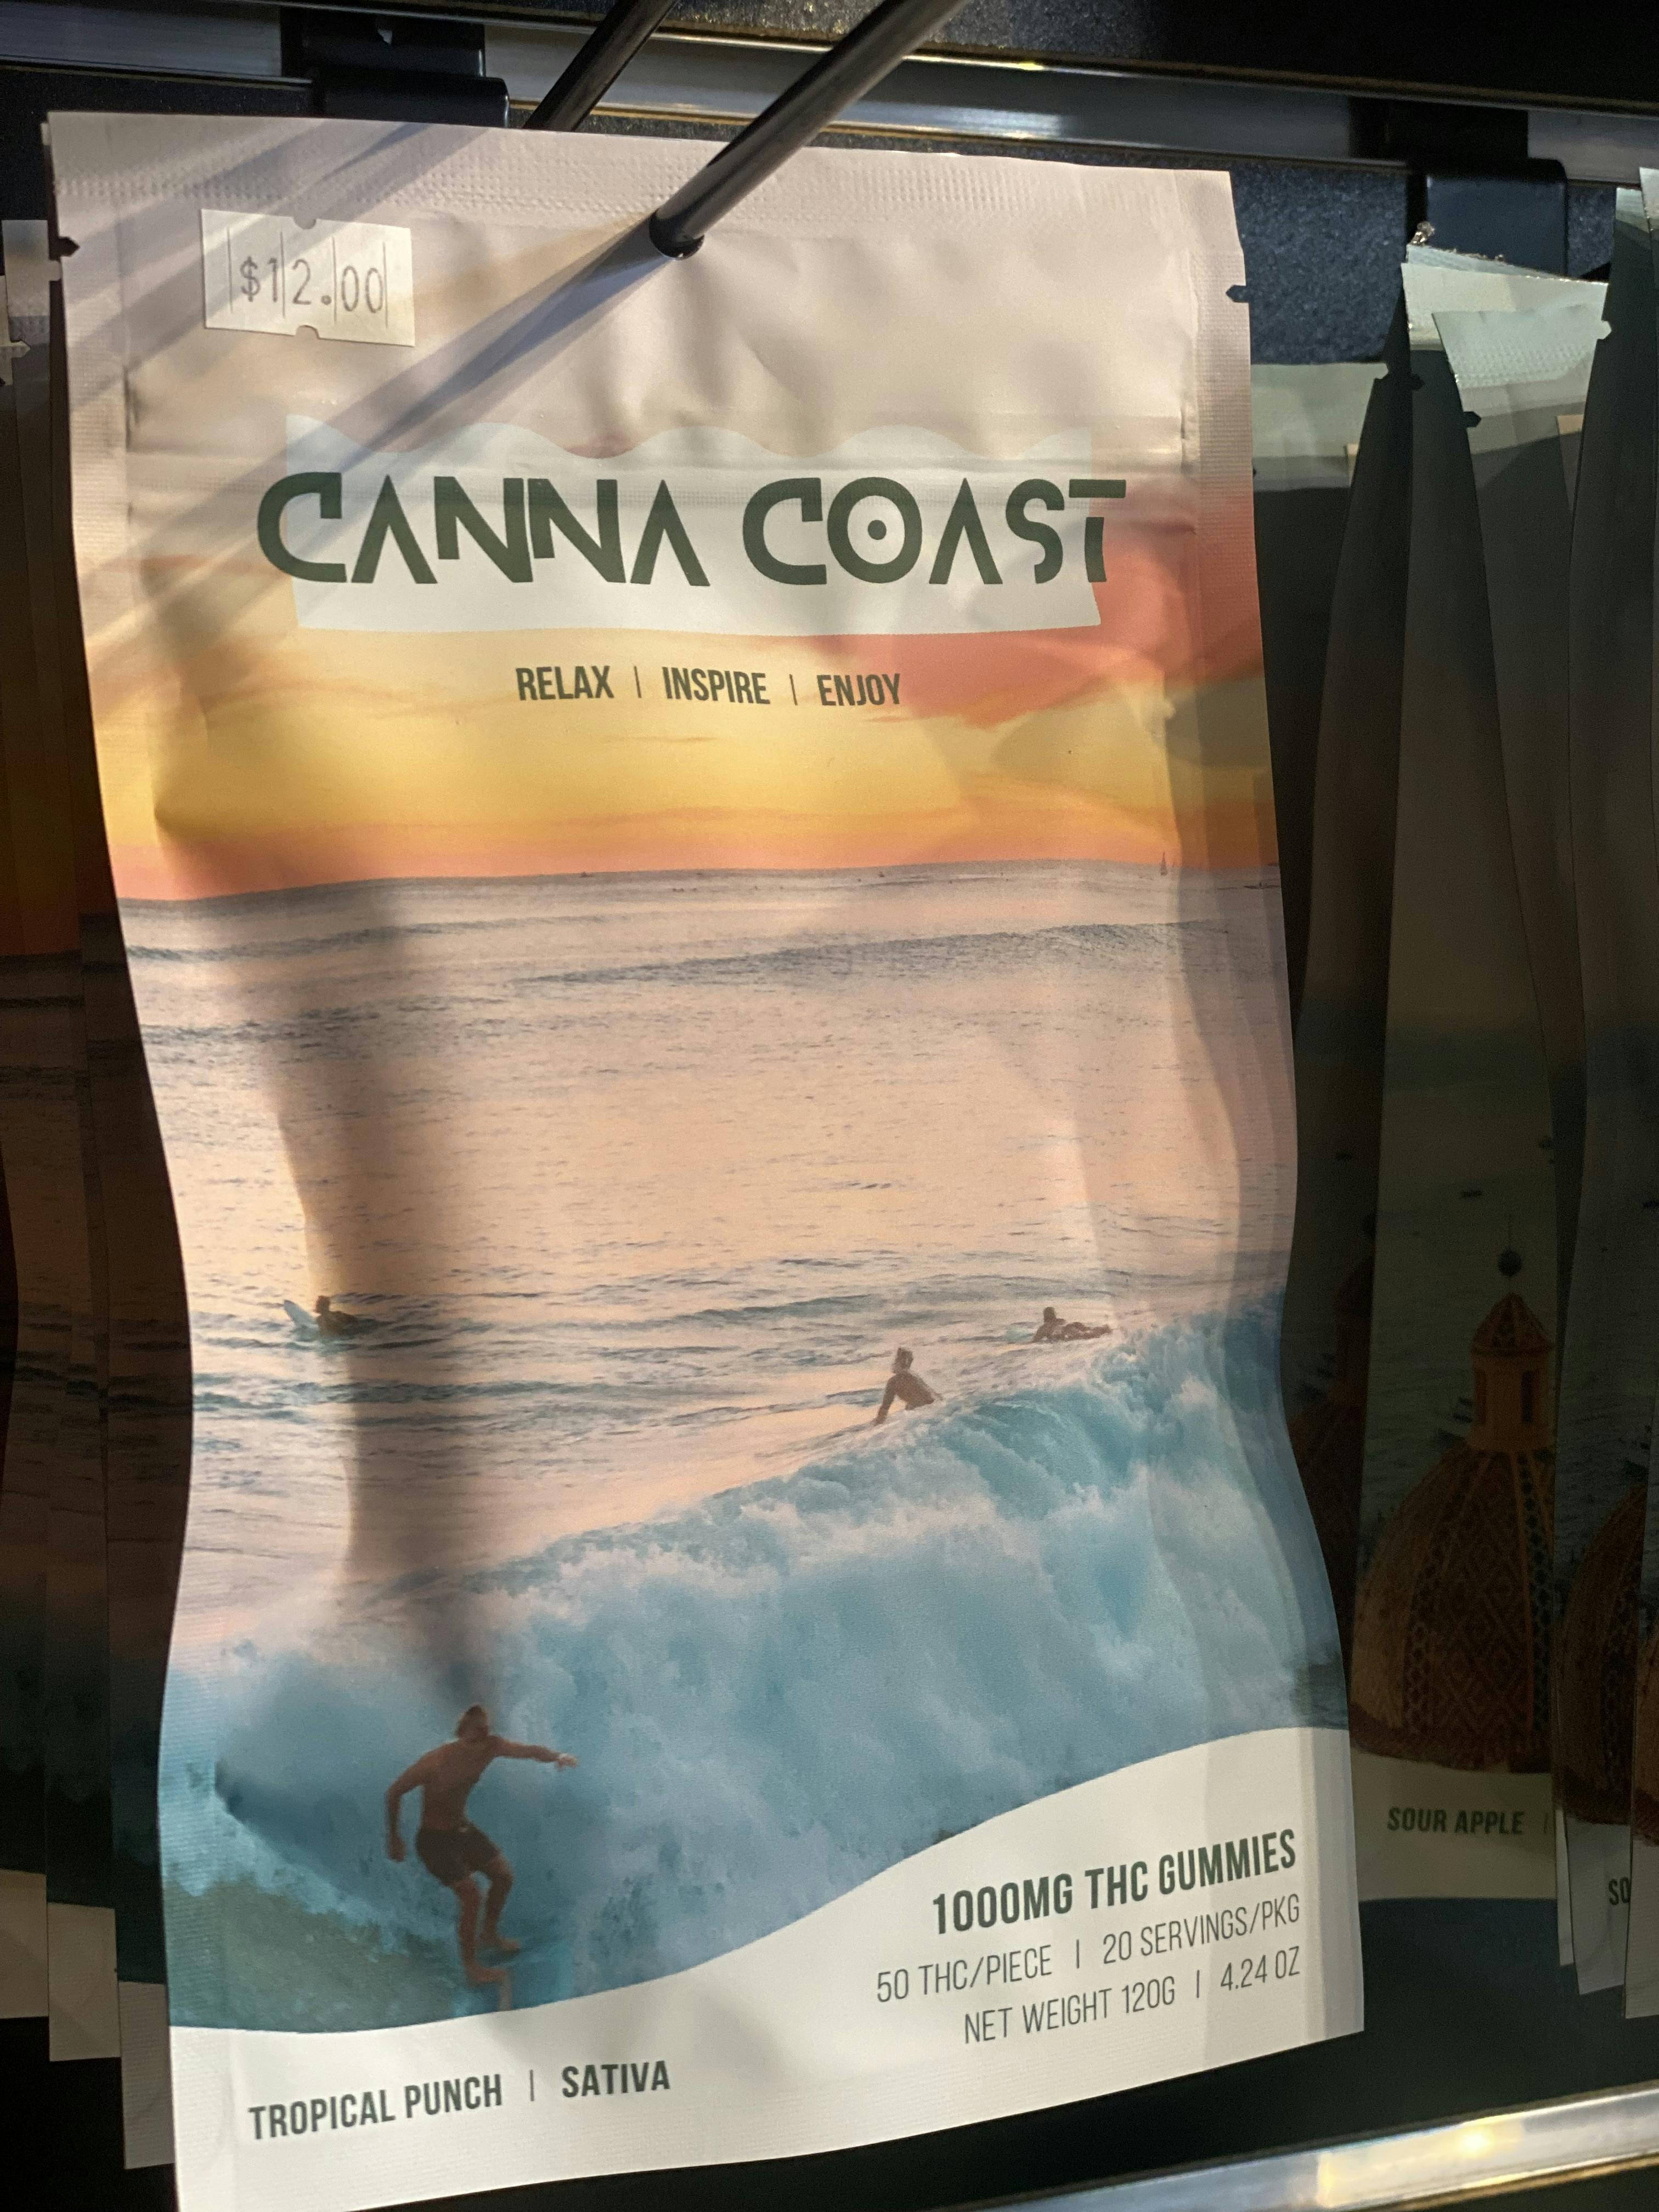 $12.00
CANNA COAST
RELAX | INSPIRE | ENJOY
1000MG THC GUMMIES
50 THC/PIECE | 20 SERVINGS/PKG
NET WEIGHT 120G | 4.24 OZ
TROPICAL PUNCH | SATIVA
SOUR APPLE |
SO